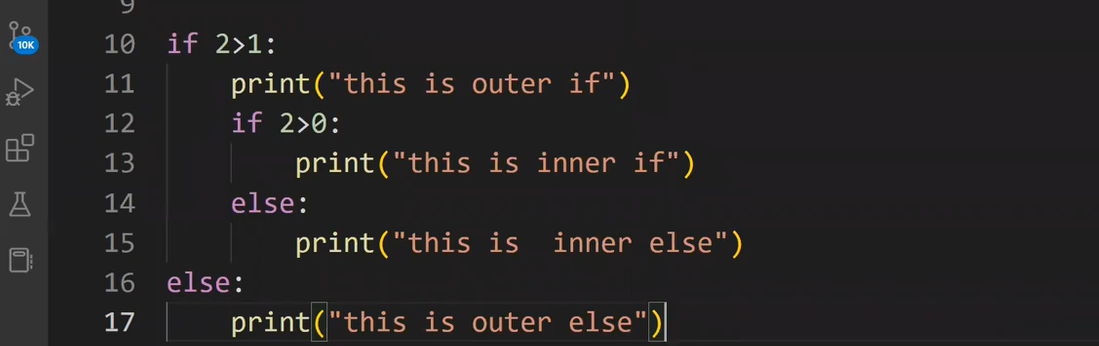 9
10K
10 if 2>1:
11     print("this is outer if")
12     if 2>0:
13         print("this is inner if")
14     else:
15         print("this is  inner else")
16 else:
17     print("this is outer else")